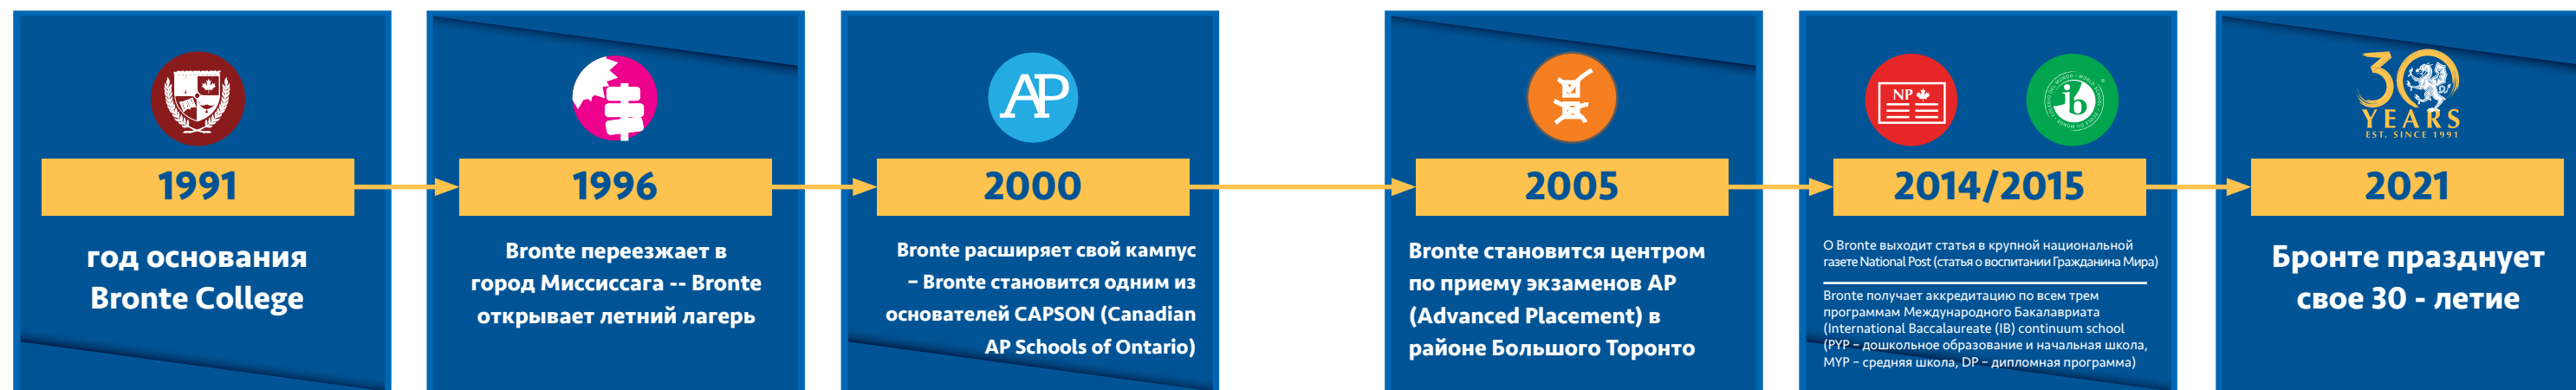 1991
год основания
Bronte College
1996
Bronte переезжает в
город Миссиссага -- Bronte
открывает летний лагерь
AP
2000
Bronte расширяет свой кампус
– Bronte становится одним из
основателей CAPSON (Canadian
AP Schools of Ontario)
2005
Bronte становится центром
по приему экзаменов AP
(Advanced Placement) в
районе Большого Торонто
NP
ib
2014/2015
О Bronte выходит статья в крупной национальной
газете National Post (статья о воспитании Гражданина Мира)
Bronte получает аккредитацию по всем трем
программам Международного Бакалавриата
(International Baccalaureate (IB) continuum school
(PYP – дошкольное образование и начальная школа,
MYP – средняя школа, DP – дипломная программа)
30
YEARS
EST. SINCE 1991
2021
Бронте празднует
свое 30 - летие